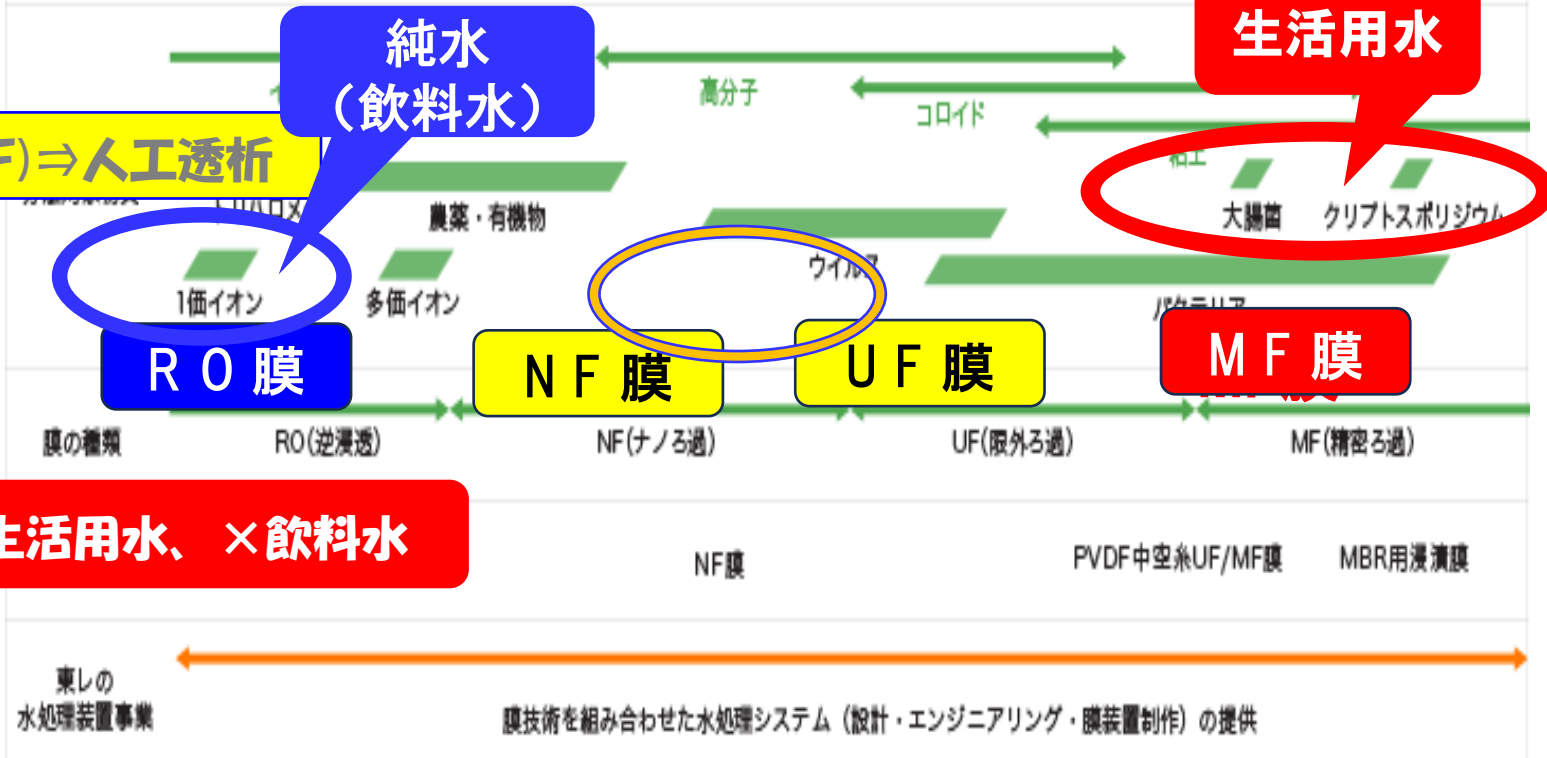 純水
（飲料水）
生活用水
高分子
コロイド
粘土
F)⇒人工透析
農薬・有機物
大腸菌
クリプトスポリジウム
ウイルス
1価イオン
多価イオン
バクテリア
RO膜
NF膜
UF膜
MF膜
膜の種類
RO(逆浸透)
NF(ナノろ過)
UF(限外ろ過)
MF(精密ろ過)
生活用水、×飲料水
NF膜
PVDF中空糸UF/MF膜
MBR用浸漬膜
東レの
水処理装置事業
膜技術を組み合わせた水処理システム（設計・エンジニアリング・膜装置制作）の提供